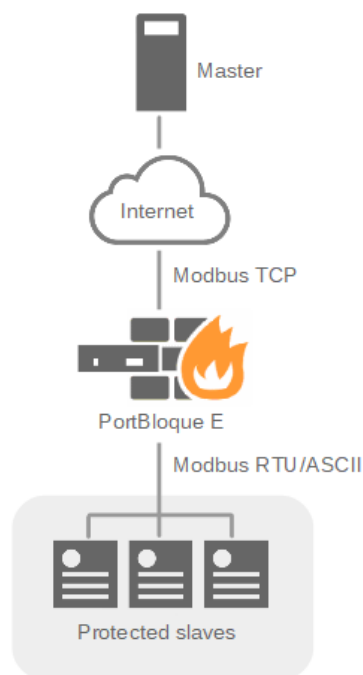 Master
Internet
Modbus TCP
PortBloque E
Modbus RTU/ASCII
Protected slaves